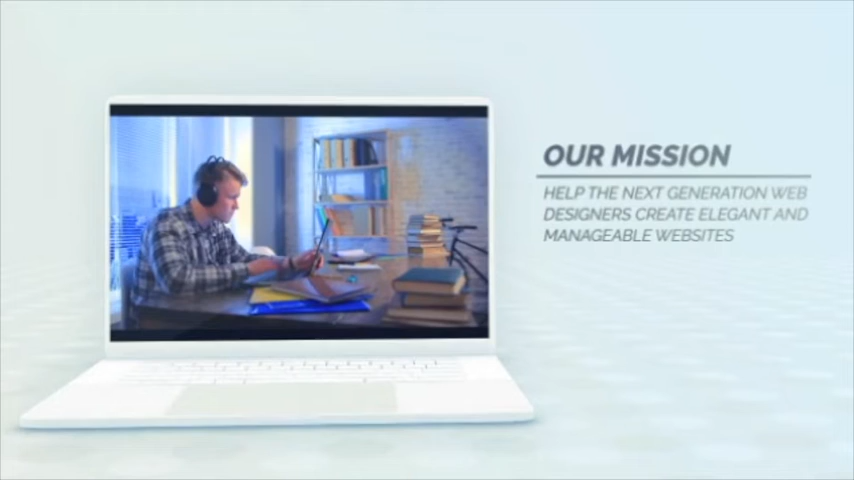 OUR MISSION
HELP THE NEXT GENERATION WEB
DESIGNERS CREATE ELEGANT AND
MANAGEABLE WEBSITES